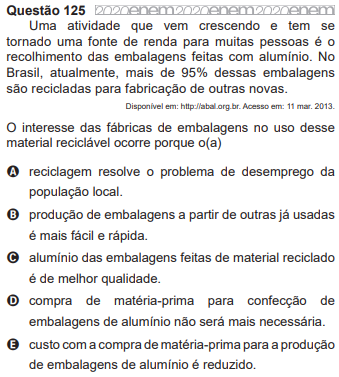 Questão 125 2020enem2020enem2020enem
Uma atividade que vem crescendo e tem se
tornado uma fonte de renda para muitas pessoas é o
recolhimento das embalagens feitas com alumínio. No
Brasil, atualmente, mais de 95% dessas embalagens
são recicladas para fabricação de outras novas.
Disponível em: http://abal.org.br. Acesso em: 11 mar. 2013.
O interesse das fábricas de embalagens no uso desse
material reciclável ocorre porque o(a)
A reciclagem resolve o problema de desemprego da
população local.
B produção de embalagens a partir de outras já usadas
é mais fácil e rápida.
C alumínio das embalagens feitas de material reciclado
é de melhor qualidade.
D compra de matéria-prima para confecção de
embalagens de alumínio não será mais necessária.
E custo com a compra de matéria-prima para a produção
de embalagens de alumínio é reduzido.